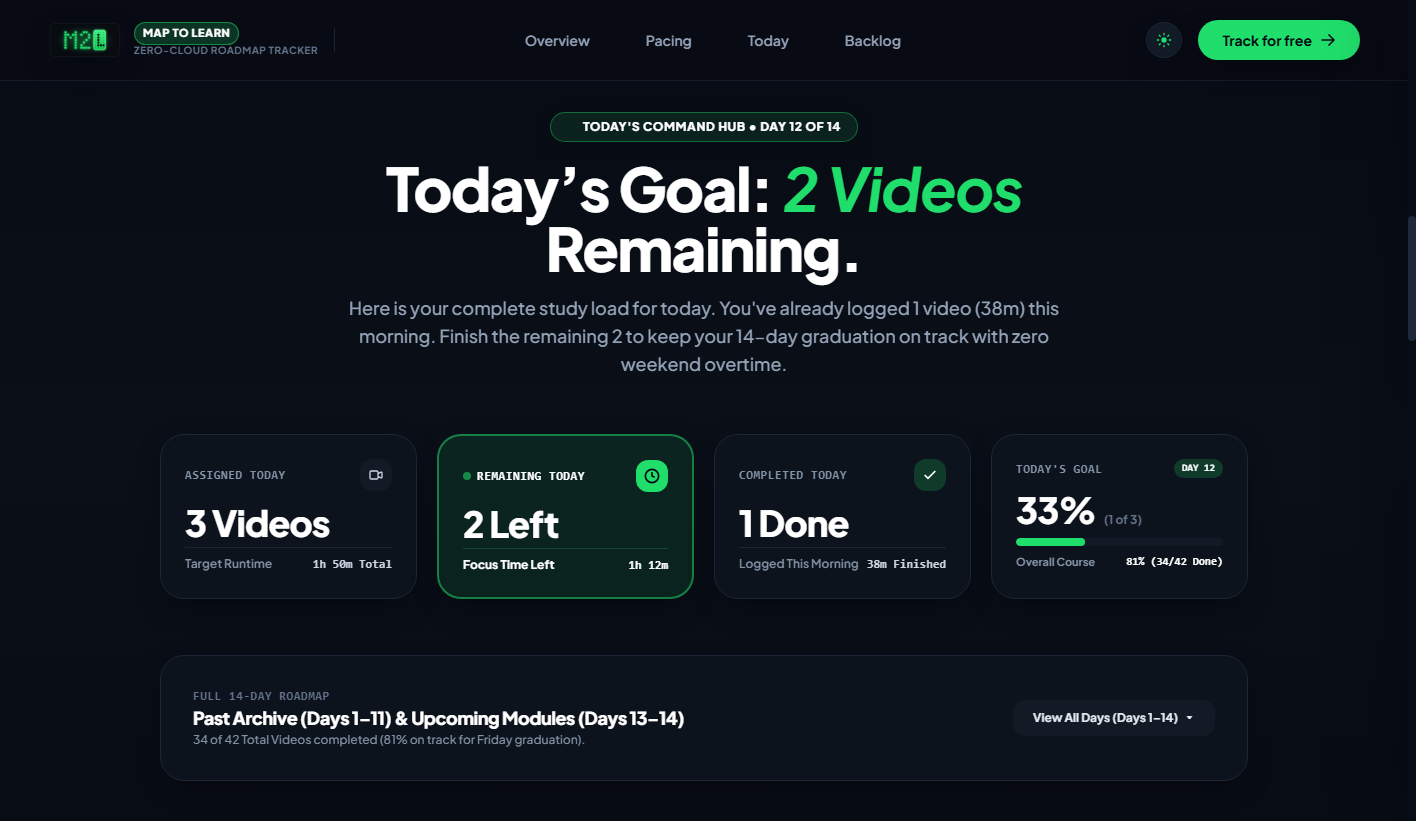 M2L
MAP TO LEARN
ZERO-CLOUD ROADMAP TRACKER
Overview
Pacing
Today
Backlog
Track for free →
TODAY'S COMMAND HUB ● DAY 12 OF 14
Today’s Goal: 2 Videos
Remaining.
Here is your complete study load for today. You've already logged 1 video (38m) this
morning. Finish the remaining 2 to keep your 14-day graduation on track with zero
weekend overtime.
ASSIGNED TODAY
3 Videos
Target Runtime
1h 50m Total
REMAINING TODAY
2 Left
Focus Time Left
1h 12m
COMPLETED TODAY
1 Done
Logged This Morning
38m Finished
TODAY'S GOAL
DAY 12
33% (1 of 3)
Overall Course
81% (34/42 Done)
FULL 14-DAY ROADMAP
Past Archive (Days 1–11) & Upcoming Modules (Days 13–14)
34 of 42 Total Videos completed (81% on track for Friday graduation).
View All Days (Days 1–14)